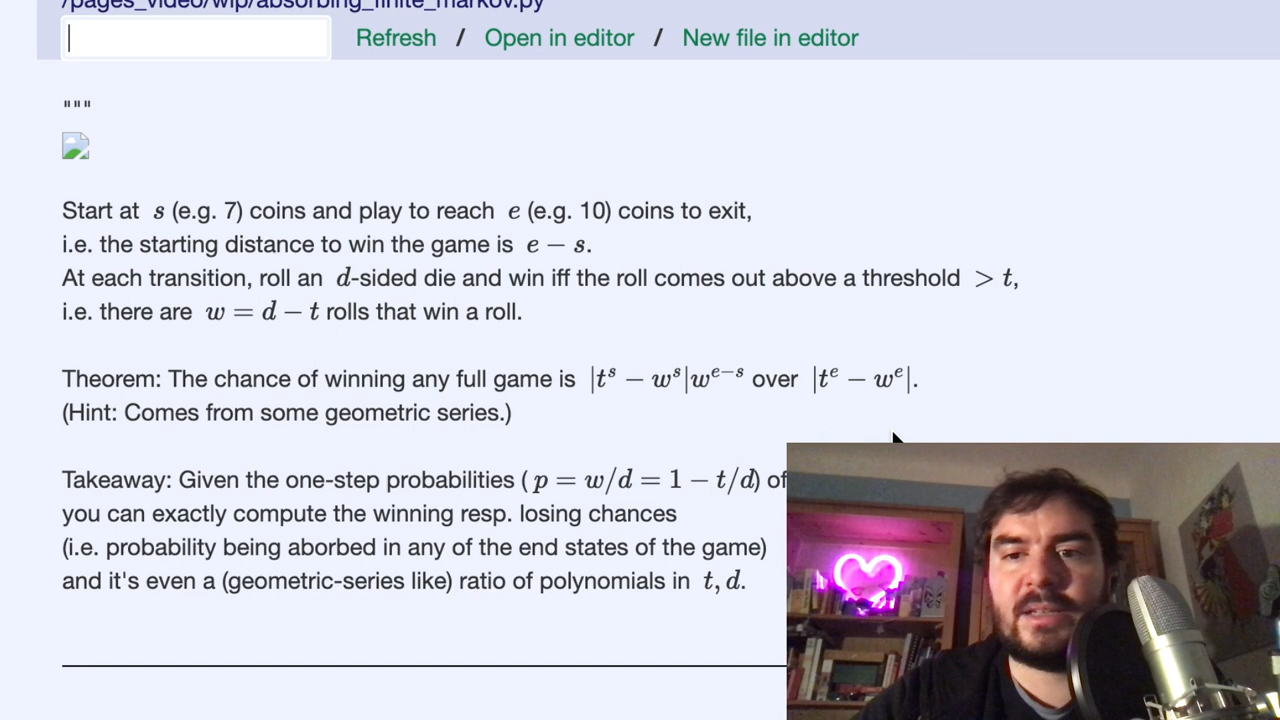 /pages_video/wip/absorbing_finite_markov.py
Refresh / Open in editor / New file in editor
"""
Start at s (e.g. 7) coins and play to reach e (e.g. 10) coins to exit,
i.e. the starting distance to win the game is e − s.
At each transition, roll an d-sided die and win iff the roll comes out above a threshold > t,
i.e. there are w = d − t rolls that win a roll.
Theorem: The chance of winning any full game is |t^s − w^s|w^{e−s} over |t^e − w^e|.
(Hint: Comes from some geometric series.)
Takeaway: Given the one-step probabilities ( p = w/d = 1 − t/d) of
you can exactly compute the winning resp. losing chances
(i.e. probability being aborbed in any of the end states of the game)
and it's even a (geometric-series like) ratio of polynomials in t, d.